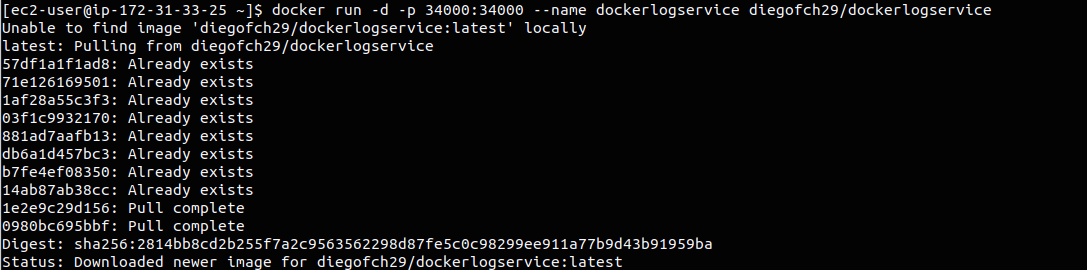 [ec2-user@ip-172-31-33-25 ~]$ docker run -d -p 34000:34000 --name dockerlogservice diegofch29/dockerlogservice
Unable to find image 'diegofch29/dockerlogservice:latest' locally
latest: Pulling from diegofch29/dockerlogservice
57df1a1f1ad8: Already exists
71e126169501: Already exists
1af28a55c3f3: Already exists
03f1c9932170: Already exists
881ad7aafb13: Already exists
db6a1d457bc3: Already exists
b7fe4ef08350: Already exists
14ab87ab38cc: Already exists
1e2e9c29d156: Pull complete
0980bc695bbf: Pull complete
Digest: sha256:2814bb8cd2b255f7a2c9563562298d87fe5c0c98299ee911a77b9d43b91959ba
Status: Downloaded newer image for diegofch29/dockerlogservice:latest